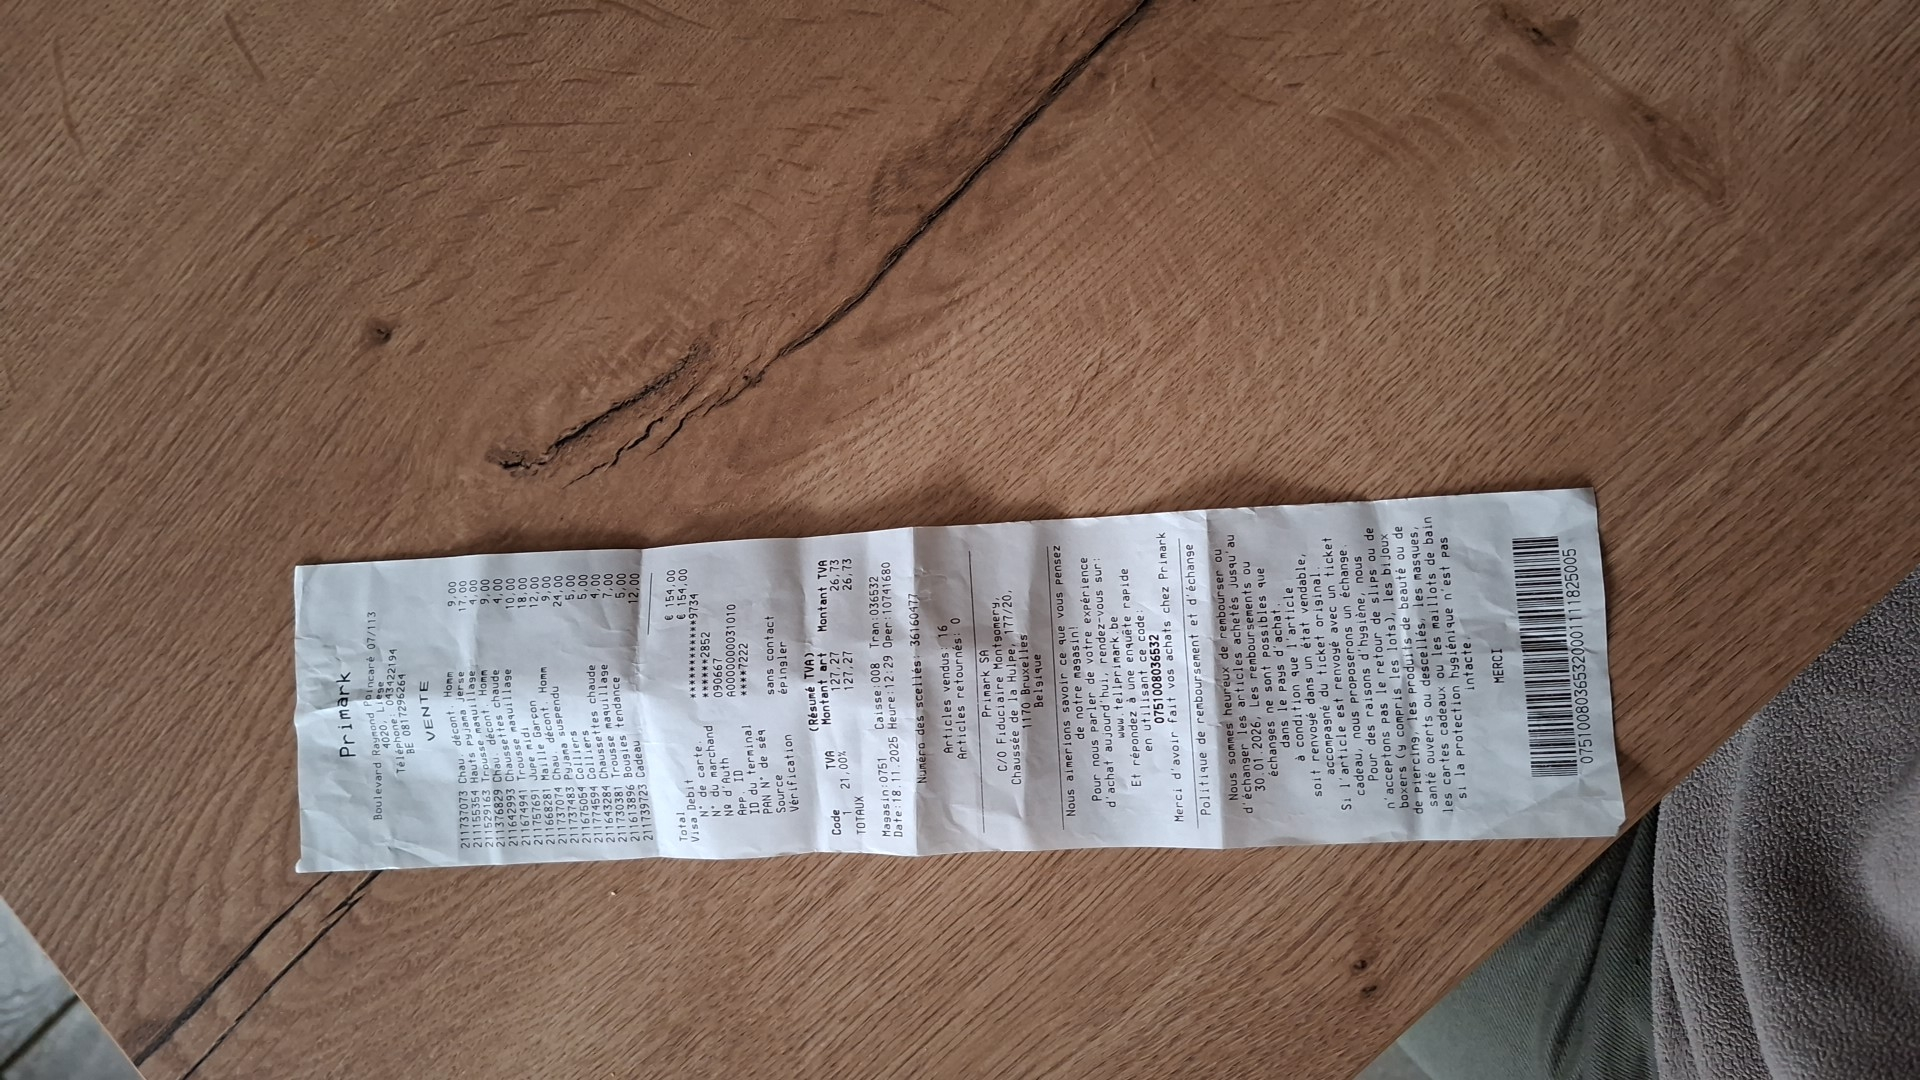 Primark
Boulevard Raymond Poincaré 07/113
4020, Liège
Téléphone: 043422194
BE 0817296264
VENTE
211737073 Chau. décont. Homm 9,00
211755354 Hauts Pyjama Jerse 17,00
211529163 Trousse maquillage 4,00
211376829 Chau. décont. Homm 9,00
211642993 Chaussettes chaude 4,00
211674941 Trousse maquillage 10,00
211757691 Jupe midi 18,00
211668281 Maille Garçon 12,00
211737074 Chau. décont. Homm 9,00
211737483 Pyjama suspendu 24,00
211675054 Colliers 5,00
211774594 Colliers 5,00
211643284 Chaussettes chaude 4,00
211730381 Trousse maquillage 7,00
211613896 Bougies tendance 5,00
211739723 Cadeau 12,00
Total € 154,00
Visa Debit € 154,00
N° de carte ************9734
N° du marchand ******2852
Nº d'Auth 090667
App. ID A0000000031010
ID du terminal ****7222
PAN N° de séq
Source sans contact
Vérification épingler
(Résumé TVA)
Code TVA Montant art Montant TVA
1 21,00% 127,27 26,73
TOTAUX 127,27 26,73
Magasin:0751 Caisse:008 Tran:036532
Date:18.11.2025 Heure:12:29 Oper:10741680
Numéro des scellés: 36160477
Articles vendus: 16
Articles retournés: 0
Primark SA
C/O Fiduciaire Montgomery,
Chaussée de la Hulpe, 177/20,
1170 Bruxelles
Belgique
Nous aimerions savoir ce que vous pensez
de notre magasin!
Pour nous parler de votre expérience
d'achat aujourd'hui, rendez-vous sur:
www.tellprimark.be
Et répondez à une enquête rapide
en utilisant ce code:
0751008036532
Merci d'avoir fait vos achats chez Primark
Politique de remboursement et d'échange
Nous sommes heureux de rembourser ou
d'échanger les articles achetés jusqu'au
30.01.2026, Les remboursements ou
échanges ne sont possibles que
dans le pays d'achat.
à condition que l'article
soit renvoyé dans un état vendable,
accompagné du ticket original.
Si l'article est renvoyé avec un ticket
cadeau, nous proposerons un échange.
Pour des raisons d'hygiène, nous
n'acceptons pas le retour de slips ou de
boxers (y compris les lots), les bijoux
de piercing, les produits de beauté ou de
santé ouverts ou descellés, les masques,
les cartes cadeaux ou les maillots de bain
si la protection hygiénique n'est pas
intacte.
MERCI
07510080365320001111825005